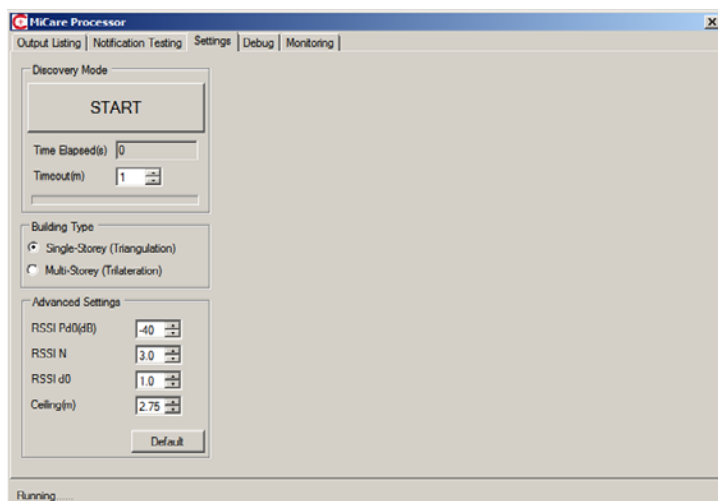 MiCare Processor
Output Listing Notification Testing Settings Debug Monitoring
Discovery Mode
START
Time Elapsed(s) 0
Timeout(m) 1
Building Type
Single-Storey (Triangulation)
Multi-Storey (Trilateration)
Advanced Settings
RSSI Pd0(dB) -40
RSSI N 3.0
RSSI d0 1.0
Ceiling(m) 2.75
Default
Running......